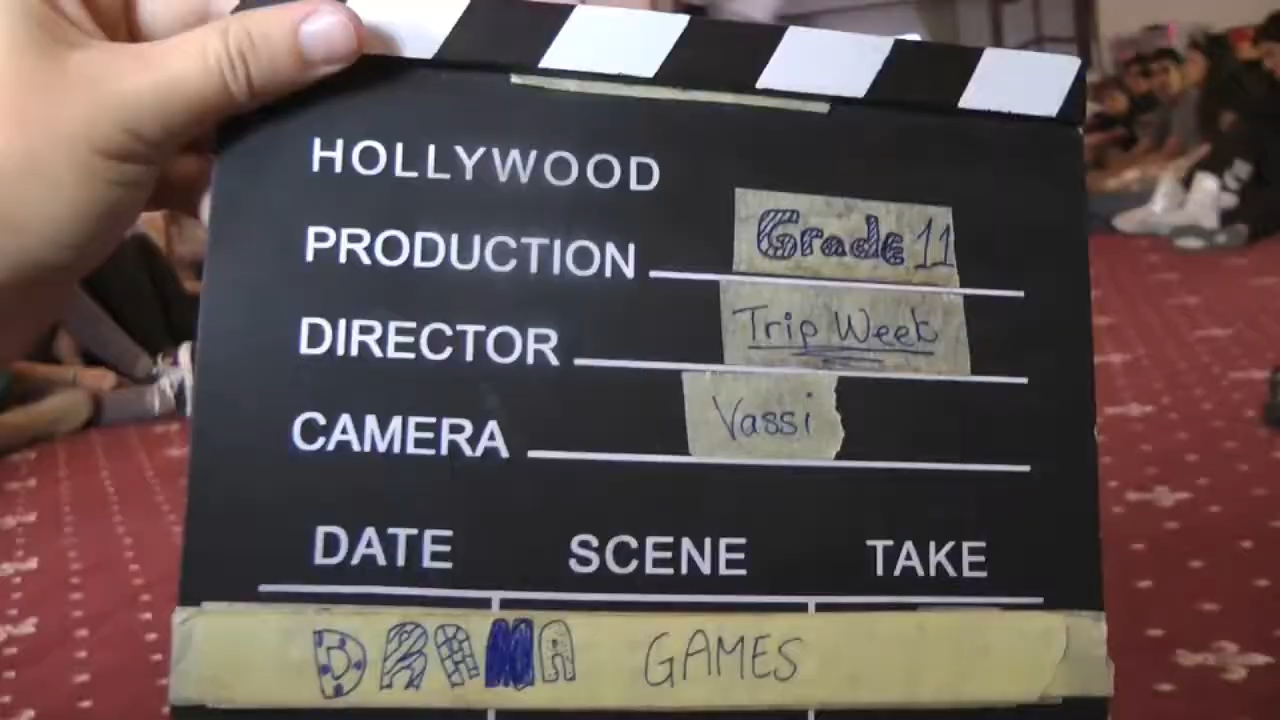 HOLLYWOOD
PRODUCTION Grade 11
DIRECTOR Trip Week
CAMERA Vassi
DATE SCENE TAKE
DRAMA GAMES